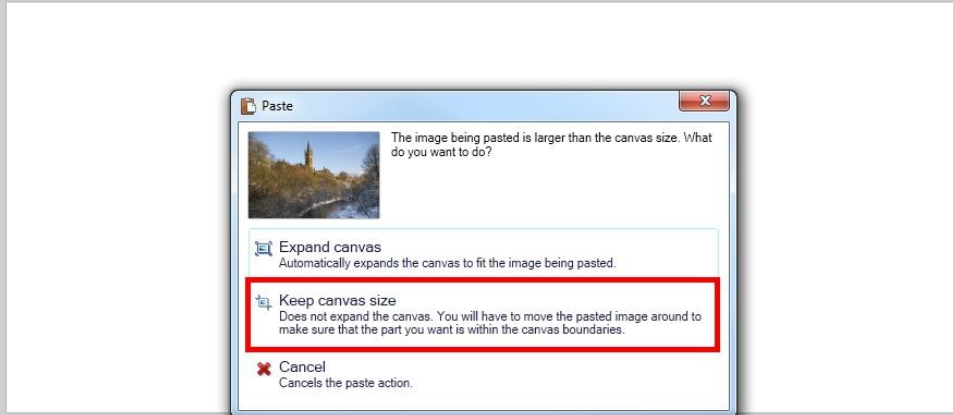 Paste
The image being pasted is larger than the canvas size. What
do you want to do?
Expand canvas
Automatically expands the canvas to fit the image being pasted.
Keep canvas size
Does not expand the canvas. You will have to move the pasted image around to
make sure that the part you want is within the canvas boundaries.
Cancel
Cancels the paste action.